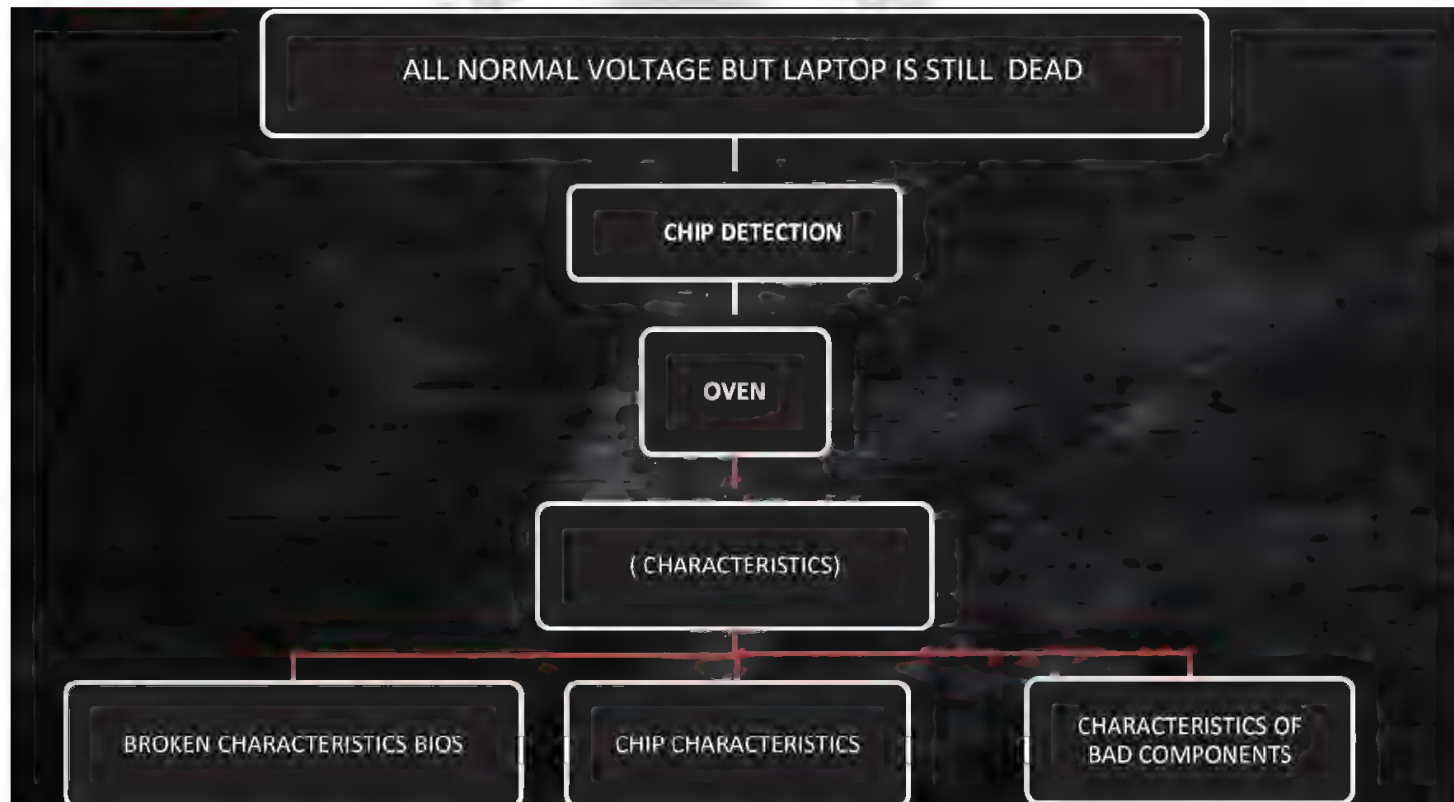 ALL NORMAL VOLTAGE BUT LAPTOP IS STILL DEAD
CHIP DETECTION
OVEN
( CHARACTERISTICS)
BROKEN CHARACTERISTICS BIOS
CHIP CHARACTERISTICS
CHARACTERISTICS OF
BAD COMPONENTS